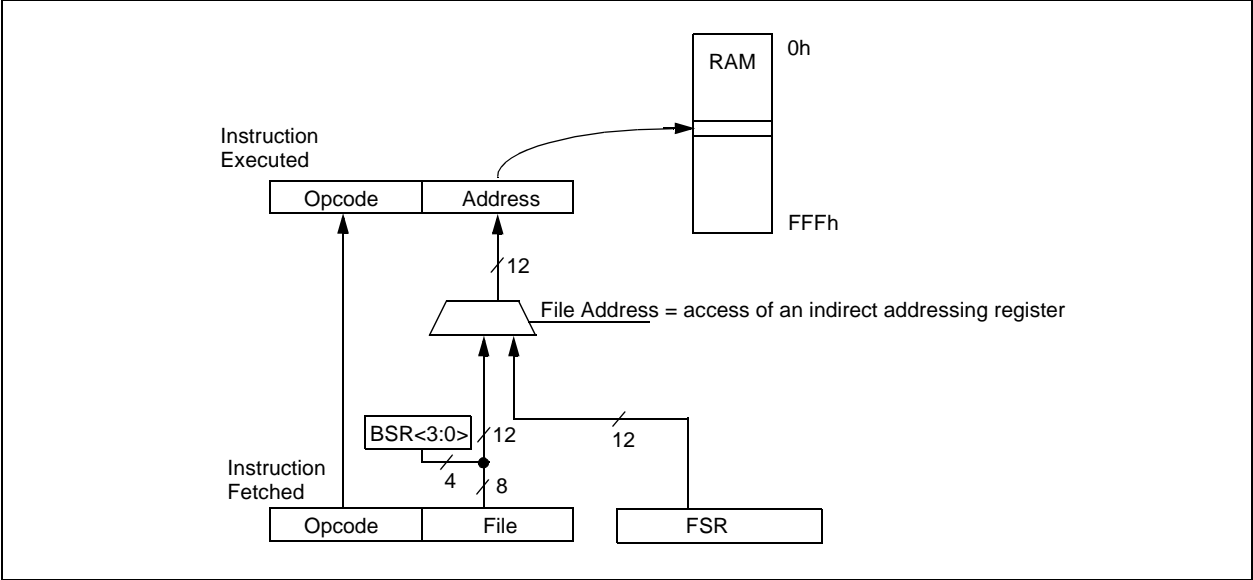 0h
RAM
Instruction
Executed
Opcode
Address
FFFh
12
File Address = access of an indirect addressing register
BSR<3:0>
12
12
4
8
Instruction
Fetched
Opcode
File
FSR